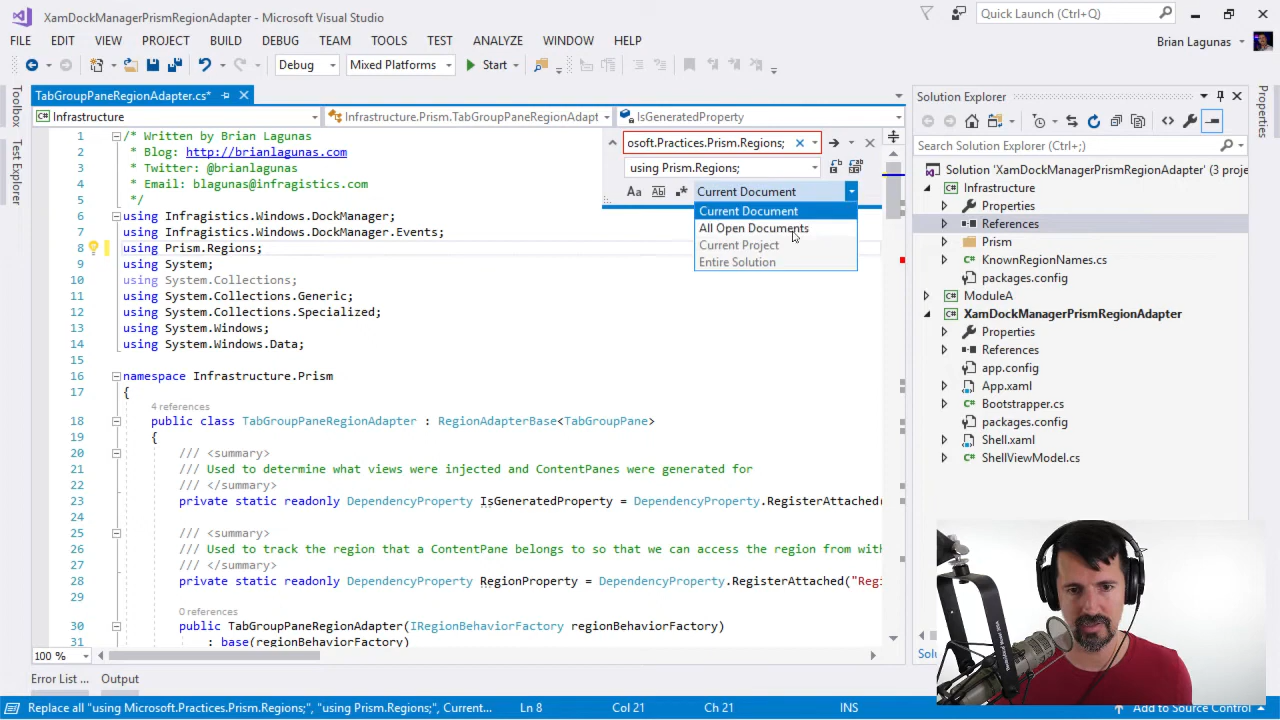 XamDockManagerPrismRegionAdapter - Microsoft Visual Studio
Quick Launch (Ctrl+Q)
FILE EDIT VIEW PROJECT BUILD DEBUG TEAM TOOLS TEST ANALYZE WINDOW HELP
Brian Lagunas
Debug Mixed Platforms Start
Toolbox
Test Explorer
TabGroupPaneRegionAdapter.cs*
Infrastructure Infrastructure.Prism.TabGroupPaneRegionAdapt IsGeneratedProperty
osoft.Practices.Prism.Regions;
using Prism.Regions;
Aa Ab Current Document
Current Document
All Open Documents
Current Project
Entire Solution
1 /* Written by Brian Lagunas
2 * Blog: http://brianlagunas.com
3 * Twitter: @brianlagunas
4 * Email: blagunas@infragistics.com
5 */
6 using Infragistics.Windows.DockManager;
7 using Infragistics.Windows.DockManager.Events;
8 using Prism.Regions;
9 using System;
10 using System.Collections;
11 using System.Collections.Generic;
12 using System.Collections.Specialized;
13 using System.Windows;
14 using System.Windows.Data;
15
16 namespace Infrastructure.Prism
17 {
4 references
18 public class TabGroupPaneRegionAdapter : RegionAdapterBase<TabGroupPane>
19 {
20 /// <summary>
21 /// Used to determine what views were injected and ContentPanes were generated for
22 /// </summary>
23 private static readonly DependencyProperty IsGeneratedProperty = DependencyProperty.RegisterAttached(
24
25 /// <summary>
26 /// Used to track the region that a ContentPane belongs to so that we can access the region from wit
27 /// </summary>
28 private static readonly DependencyProperty RegionProperty = DependencyProperty.RegisterAttached("Regi
29
0 references
30 public TabGroupPaneRegionAdapter(IRegionBehaviorFactory regionBehaviorFactory)
31 : base(regionBehaviorFactory)
100 %
Solution Explorer
Search Solution Explorer (Ctrl+;)
Solution 'XamDockManagerPrismRegionAdapter' (3 proje
Infrastructure
Properties
References
Prism
KnownRegionNames.cs
packages.config
ModuleA
XamDockManagerPrismRegionAdapter
Properties
References
app.config
App.xaml
Bootstrapper.cs
packages.config
Shell.xaml
ShellViewModel.cs
Properties
Error List ... Output
Replace all "using Microsoft.Practices.Prism.Regions;", "using Prism.Regions;", Current... Ln 8 Col 21 Ch 21 INS Add to Source Control